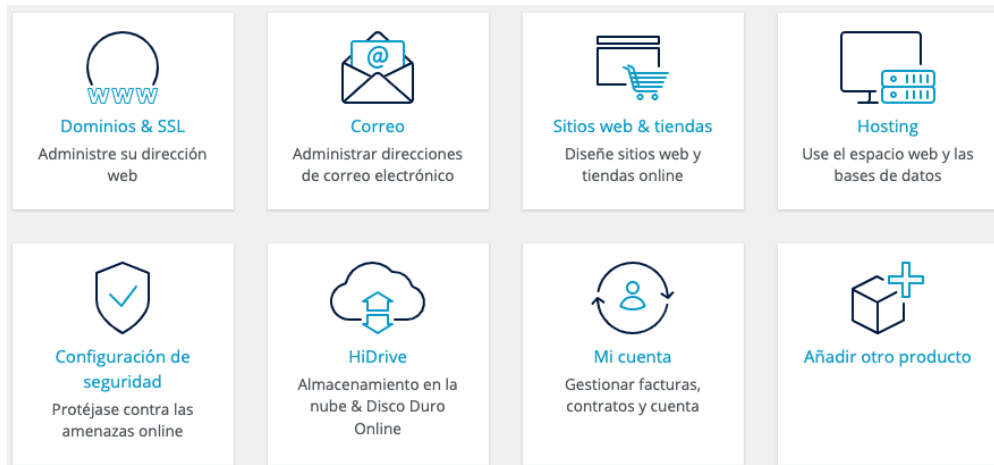 @
WWW
Dominios & SSL
Administre su dirección
web
Correo
Administrar direcciones
de correo electrónico
Sitios web & tiendas
Diseñe sitios web y
tiendas online
Hosting
Use el espacio web y las
bases de datos
Configuración de
seguridad
Protéjase contra las
amenazas online
HiDrive
Almacenamiento en la
nube & Disco Duro
Online
Mi cuenta
Gestionar facturas,
contratos y cuenta
Añadir otro producto